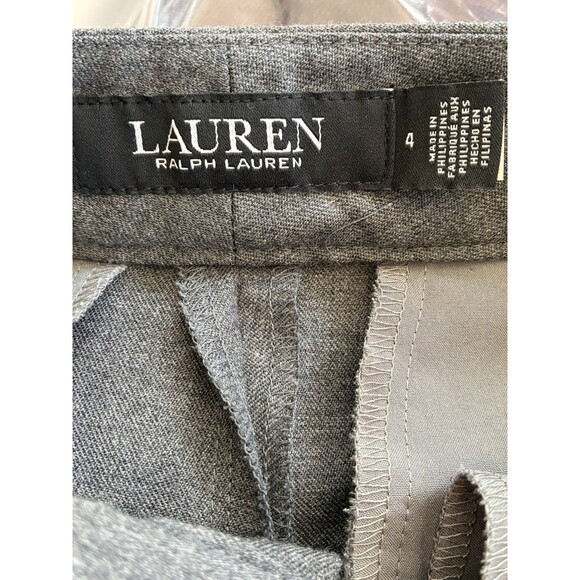 LAUREN
RALPH LAUREN
4
MADE IN
PHILIPPINES
FABRIQUÉ AUX
PHILIPPINES
HECHO EN
FILIPINAS